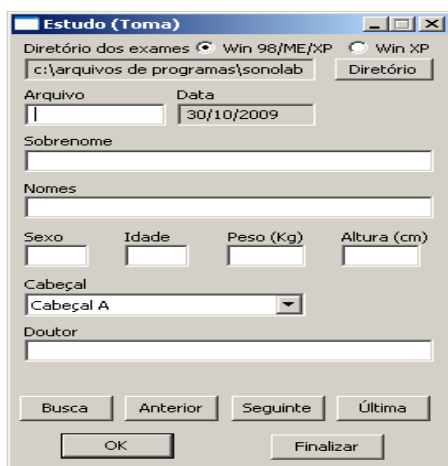 Estudo (Toma)
Diretório dos exames Win 98/ME/XP Win XP
c:\arquivos de programas\sonolab Diretório
Arquivo Data
30/10/2009
Sobrenome
Nomes
Sexo Idade Peso (Kg) Altura (cm)
Cabeçal
Cabeçal A
Doutor
Busca Anterior Seguinte Última
OK Finalizar